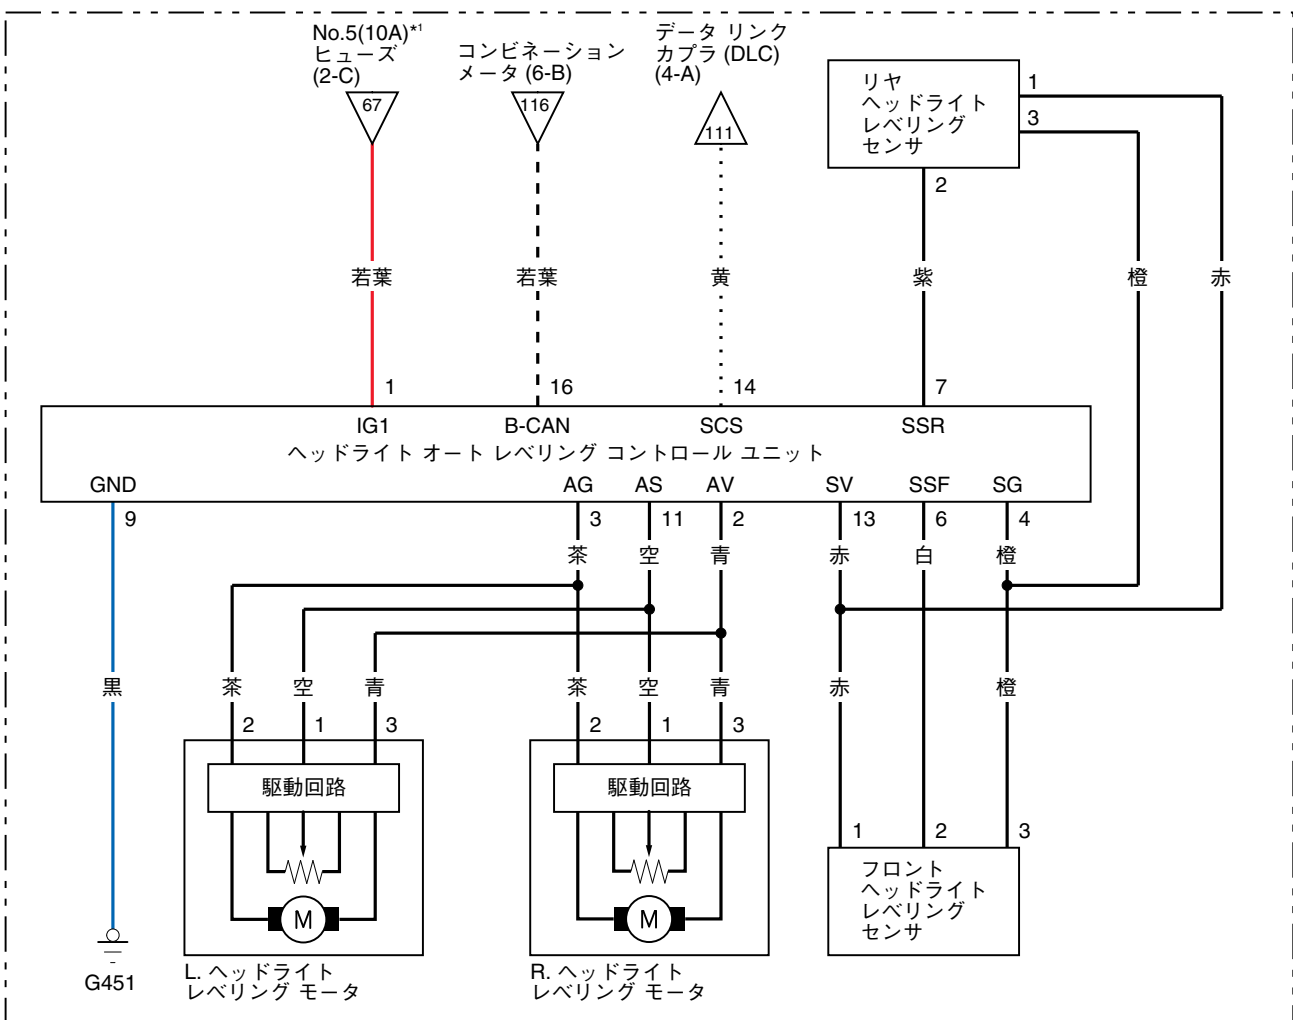 No.5(10A)*1
ヒューズ
(2-C)
コンビネーション
メータ (6-B)
データ リンク
カプラ (DLC)
(4-A)
67
116
111
リヤ
ヘッドライト
レベリング
センサ
1
3
2
若葉
若葉
黄
紫
橙
赤
1
16
14
7
IG1
B-CAN
SCS
SSR
ヘッドライト オート レベリング コントロール ユニット
GND
AG
AS
AV
SV
SSF
SG
9
3
11
2
13
6
4
茶
空
青
赤
白
橙
黒
茶
空
青
茶
空
青
赤
橙
2
1
3
2
1
3
駆動回路
駆動回路
1
2
3
M
M
フロント
ヘッドライト
レベリング
センサ
G451
L. ヘッドライト
レベリング モータ
R. ヘッドライト
レベリング モータ